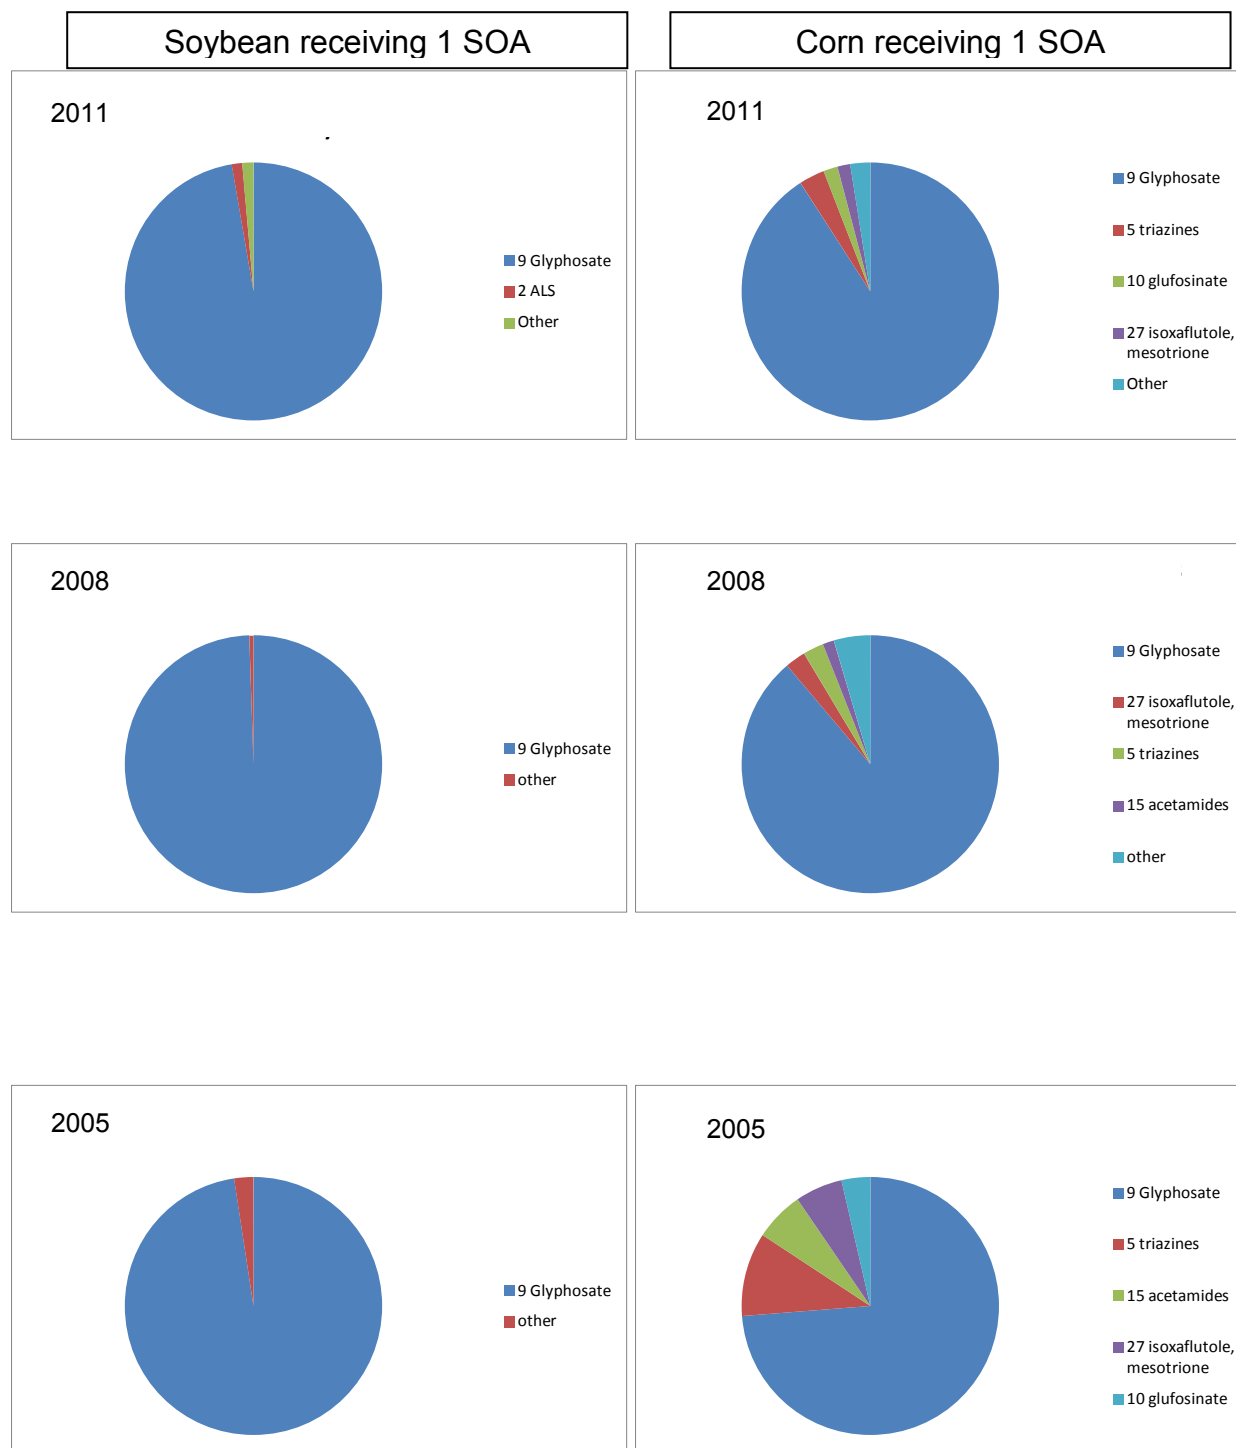 Soybean receiving 1 SOA
Corn receiving 1 SOA
2011
9 Glyphosate
2 ALS
Other
2011
9 Glyphosate
5 triazines
10 glufosinate
27 isoxaflutole,
mesotrione
Other
2008
9 Glyphosate
other
2008
9 Glyphosate
27 isoxaflutole,
mesotrione
5 triazines
15 acetamides
other
2005
9 Glyphosate
other
2005
9 Glyphosate
5 triazines
15 acetamides
27 isoxaflutole,
mesotrione
10 glufosinate